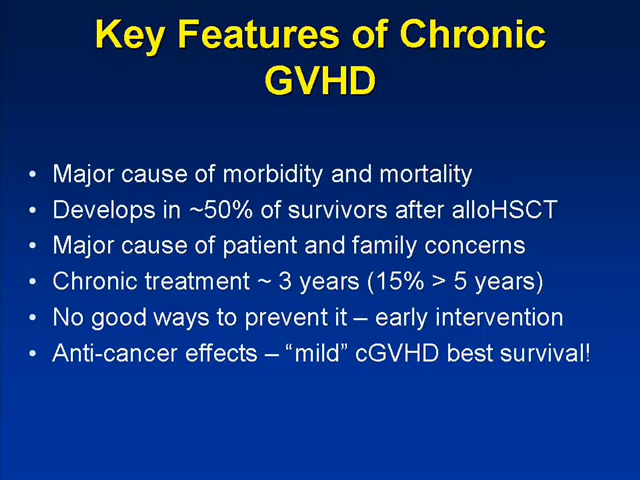 Key Features of Chronic
GVHD
• Major cause of morbidity and mortality
• Develops in ~50% of survivors after alloHSCT
• Major cause of patient and family concerns
• Chronic treatment ~ 3 years (15% > 5 years)
• No good ways to prevent it – early intervention
• Anti-cancer effects – “mild” cGVHD best survival!